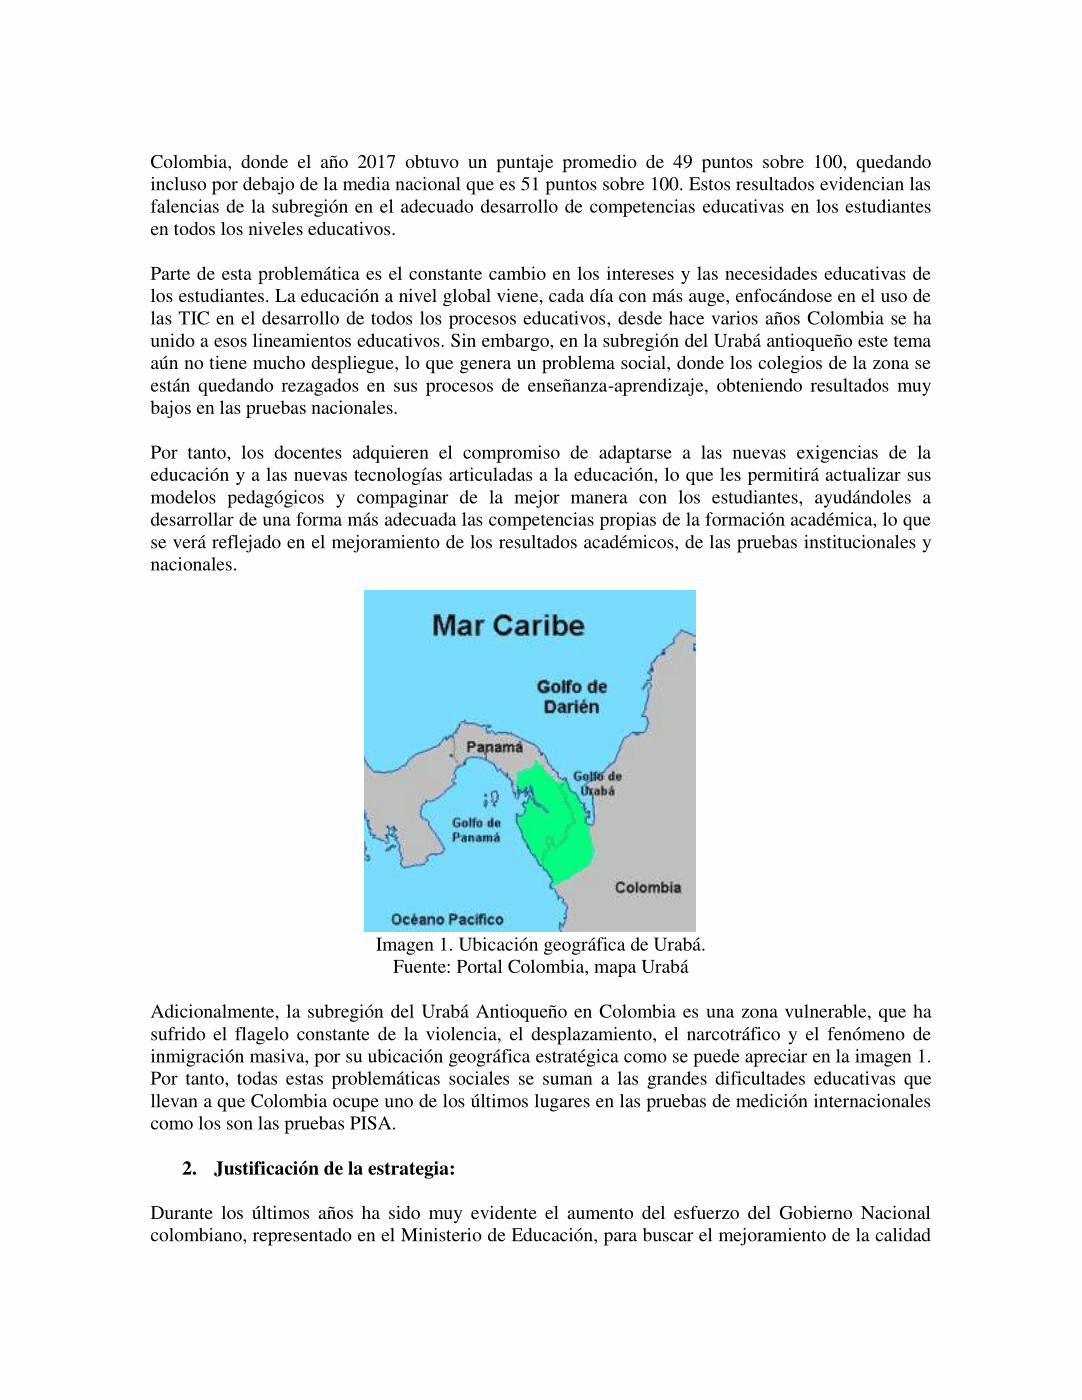 Colombia, donde el año 2017 obtuvo un puntaje promedio de 49 puntos sobre 100, quedando
incluso por debajo de la media nacional que es 51 puntos sobre 100. Estos resultados evidencian las
falencias de la subregión en el adecuado desarrollo de competencias educativas en los estudiantes
en todos los niveles educativos.
Parte de esta problemática es el constante cambio en los intereses y las necesidades educativas de
los estudiantes. La educación a nivel global viene, cada día con más auge, enfocándose en el uso de
las TIC en el desarrollo de todos los procesos educativos, desde hace varios años Colombia se ha
unido a esos lineamientos educativos. Sin embargo, en la subregión del Urabá antioqueño este tema
aún no tiene mucho despliegue, lo que genera un problema social, donde los colegios de la zona se
están quedando rezagados en sus procesos de enseñanza-aprendizaje, obteniendo resultados muy
bajos en las pruebas nacionales.
Por tanto, los docentes adquieren el compromiso de adaptarse a las nuevas exigencias de la
educación y a las nuevas tecnologías articuladas a la educación, lo que les permitirá actualizar sus
modelos pedagógicos y compaginar de la mejor manera con los estudiantes, ayudándoles a
desarrollar de una forma más adecuada las competencias propias de la formación académica, lo que
se verá reflejado en el mejoramiento de los resultados académicos, de las pruebas institucionales y
nacionales.
Mar Caribe
Golfo de
Darién
Panamá
Golfo de
Urabá
Golfo de
Panamá
Colombia
Océano Pacífico
Imagen 1. Ubicación geográfica de Urabá.
Fuente: Portal Colombia, mapa Urabá
Adicionalmente, la subregión del Urabá Antioqueño en Colombia es una zona vulnerable, que ha
sufrido el flagelo constante de la violencia, el desplazamiento, el narcotráfico y el fenómeno de
inmigración masiva, por su ubicación geográfica estratégica como se puede apreciar en la imagen 1.
Por tanto, todas estas problemáticas sociales se suman a las grandes dificultades educativas que
llevan a que Colombia ocupe uno de los últimos lugares en las pruebas de medición internacionales
como los son las pruebas PISA.
2. Justificación de la estrategia:
Durante los últimos años ha sido muy evidente el aumento del esfuerzo del Gobierno Nacional
colombiano, representado en el Ministerio de Educación, para buscar el mejoramiento de la calidad